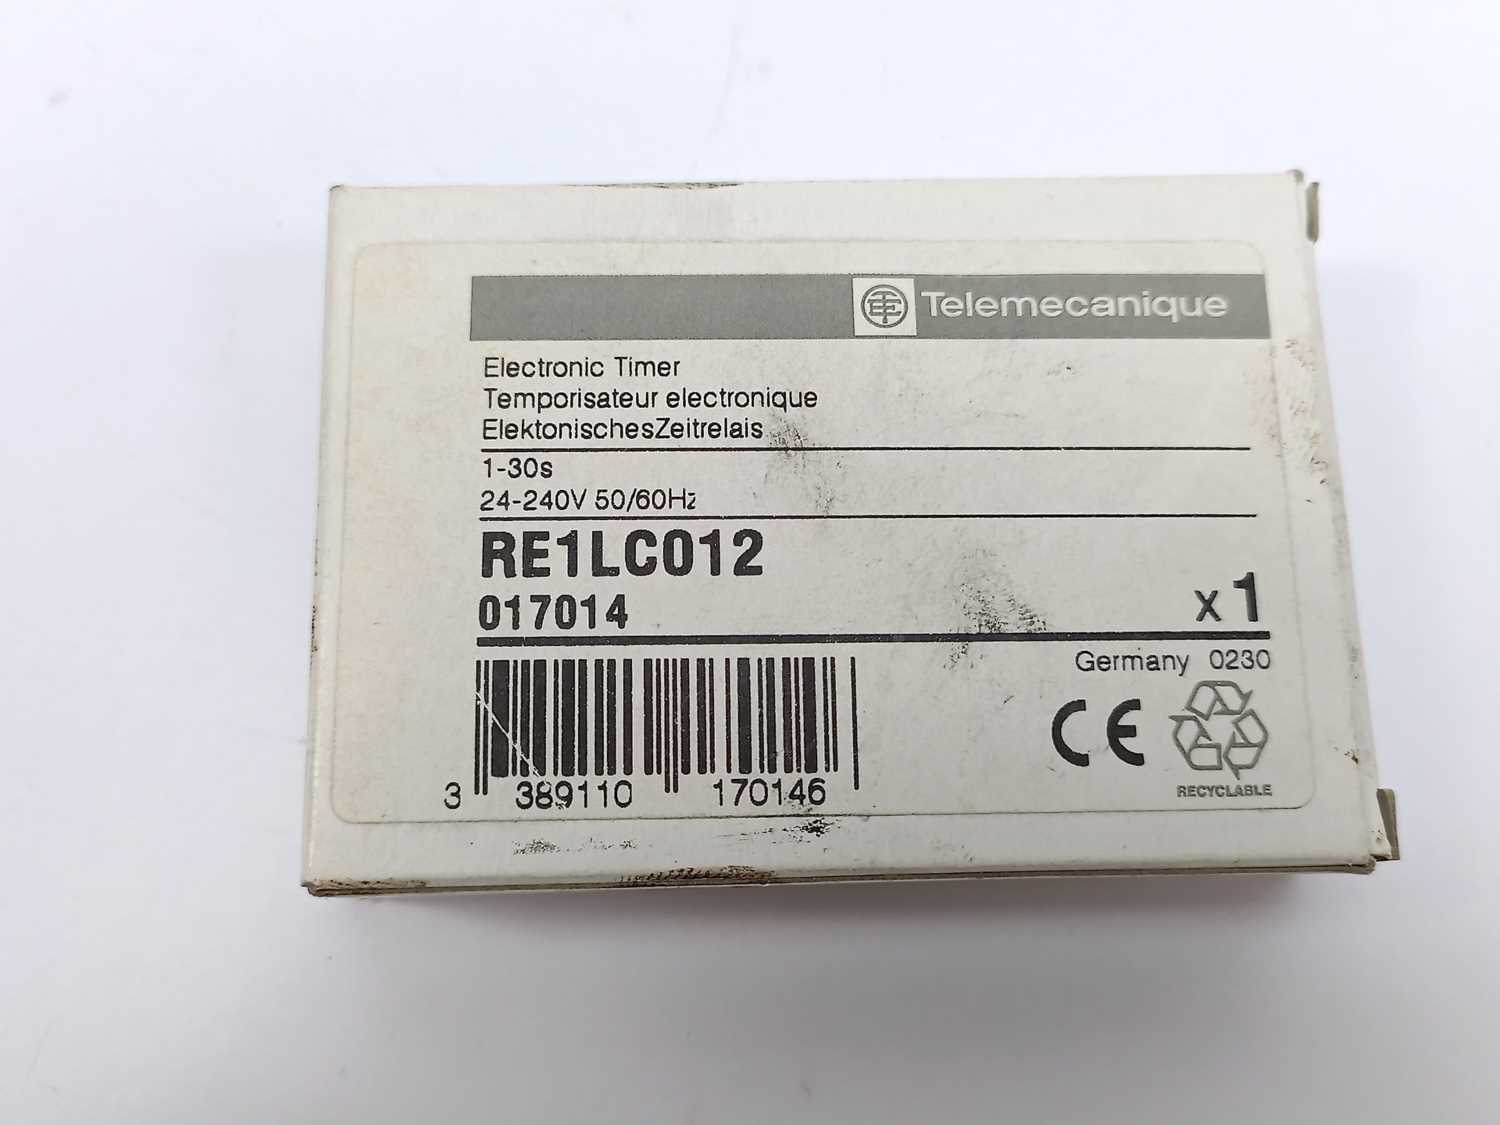 Telemecanique
Electronic Timer
Temporisateur electronique
ElektonischesZeitrelais
1-30s
24-240V 50/60Hz
RE1LC012
017014
x 1
Germany 0230
CE
RECYCLABLE
3 389110 170146